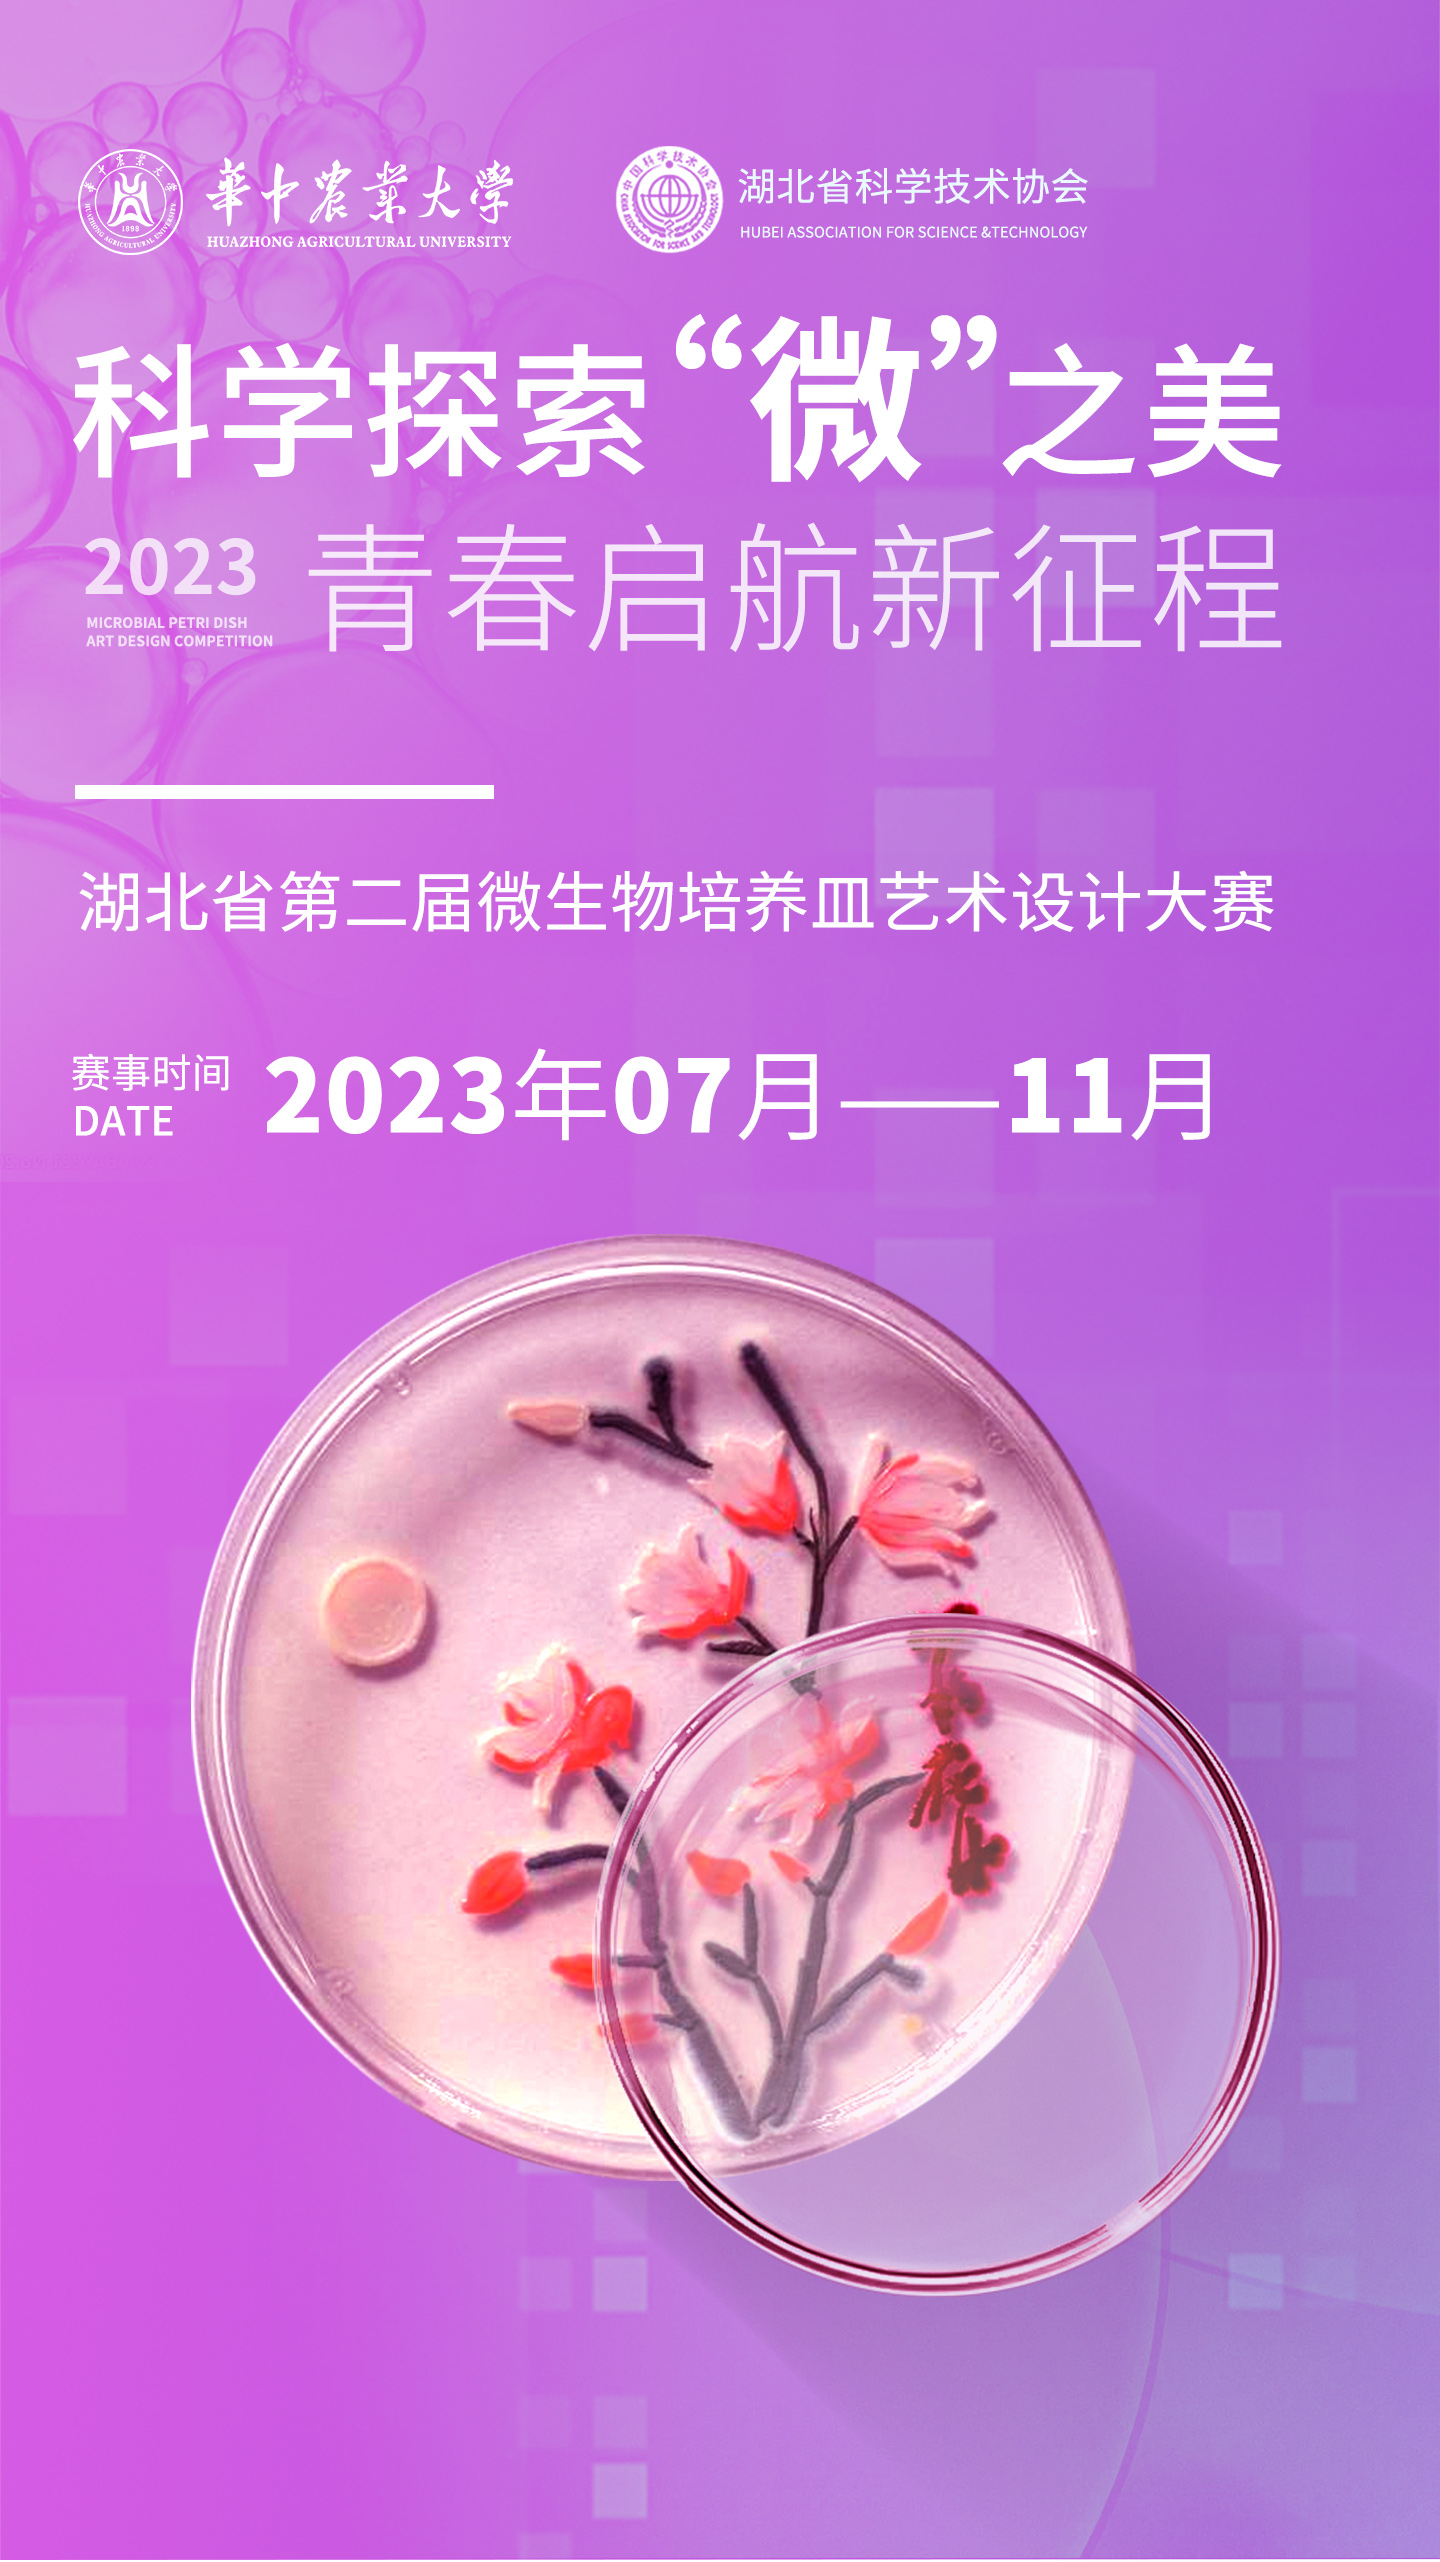 華中农業大学
HUAZHONG AGRICULTURAL UNIVERSITY
1898
湖北省科学技术协会
HUBEI ASSOCIATION FOR SCIENCE &TECHNOLOGY
科学探索“微”之美
2023
MICROBIAL PETRI DISH
ART DESIGN COMPETITION
青春启航新征程
湖北省第二届微生物培养皿艺术设计大赛
赛事时间
DATE
2023年07月——11月